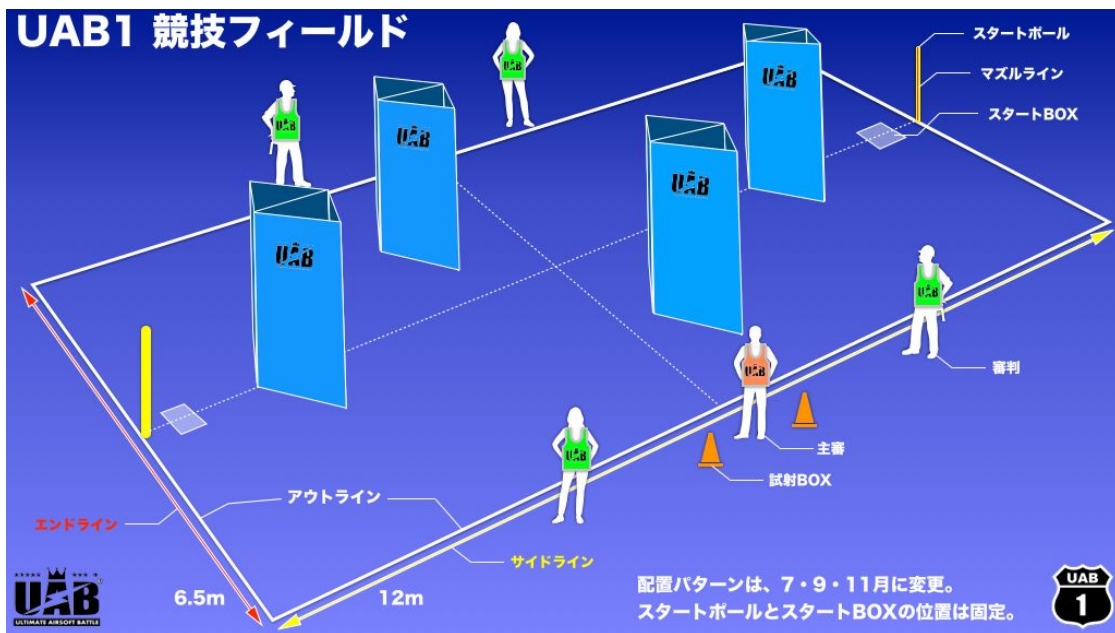 UAB1 競技フィールド
スタートポール
マズルライン
スタートBOX
UAB
UAB
UAB
UAB
UAB
UAB
UAB
UAB
UAB
審判
主審
試射BOX
アウトライン
エンドライン
サイドライン
6.5m
12m
UAB
ULTIMATE AIRSOFT BATTLE
配置パターンは、7・9・11月に変更。
スタートポールとスタートBOXの位置は固定。
UAB
1